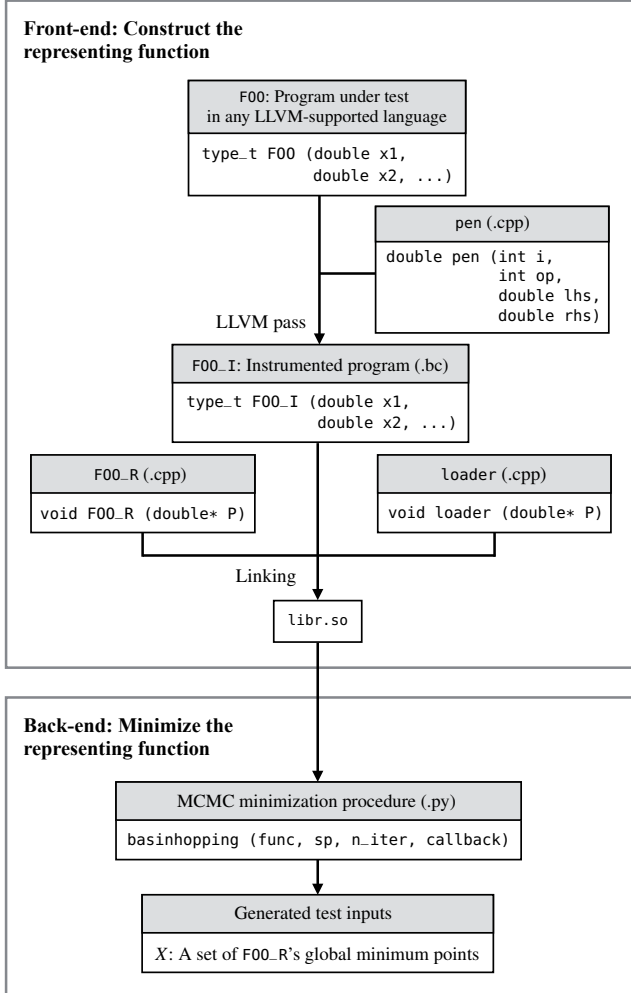 Front-end: Construct the
representing function
FOO: Program under test
in any LLVM-supported language
type_t FOO (double x1,
double x2, ...)
pen (.cpp)
double pen (int i,
int op,
double lhs,
double rhs)
LLVM pass
FOO_I: Instrumented program (.bc)
type_t FOO_I (double x1,
double x2, ...)
FOO_R (.cpp)
void FOO_R (double* P)
loader (.cpp)
void loader (double* P)
Linking
libr.so
Back-end: Minimize the
representing function
MCMC minimization procedure (.py)
basinhopping (func, sp, n_iter, callback)
Generated test inputs
X: A set of FOO_R's global minimum points